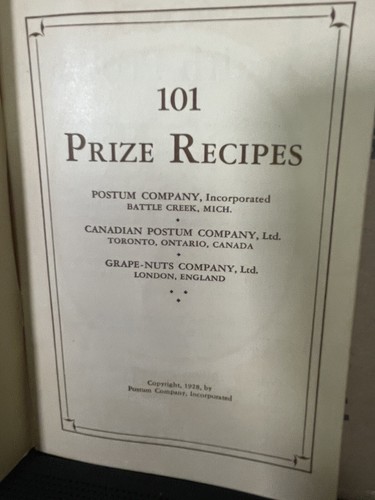 101
PRIZE RECIPES
POSTUM COMPANY, Incorporated
BATTLE CREEK, MICH.
CANADIAN POSTUM COMPANY, Ltd.
TORONTO, ONTARIO, CANADA
GRAPE-NUTS COMPANY, Ltd.
LONDON, ENGLAND
Copyright, 1928, by
Postum Company, Incorporated